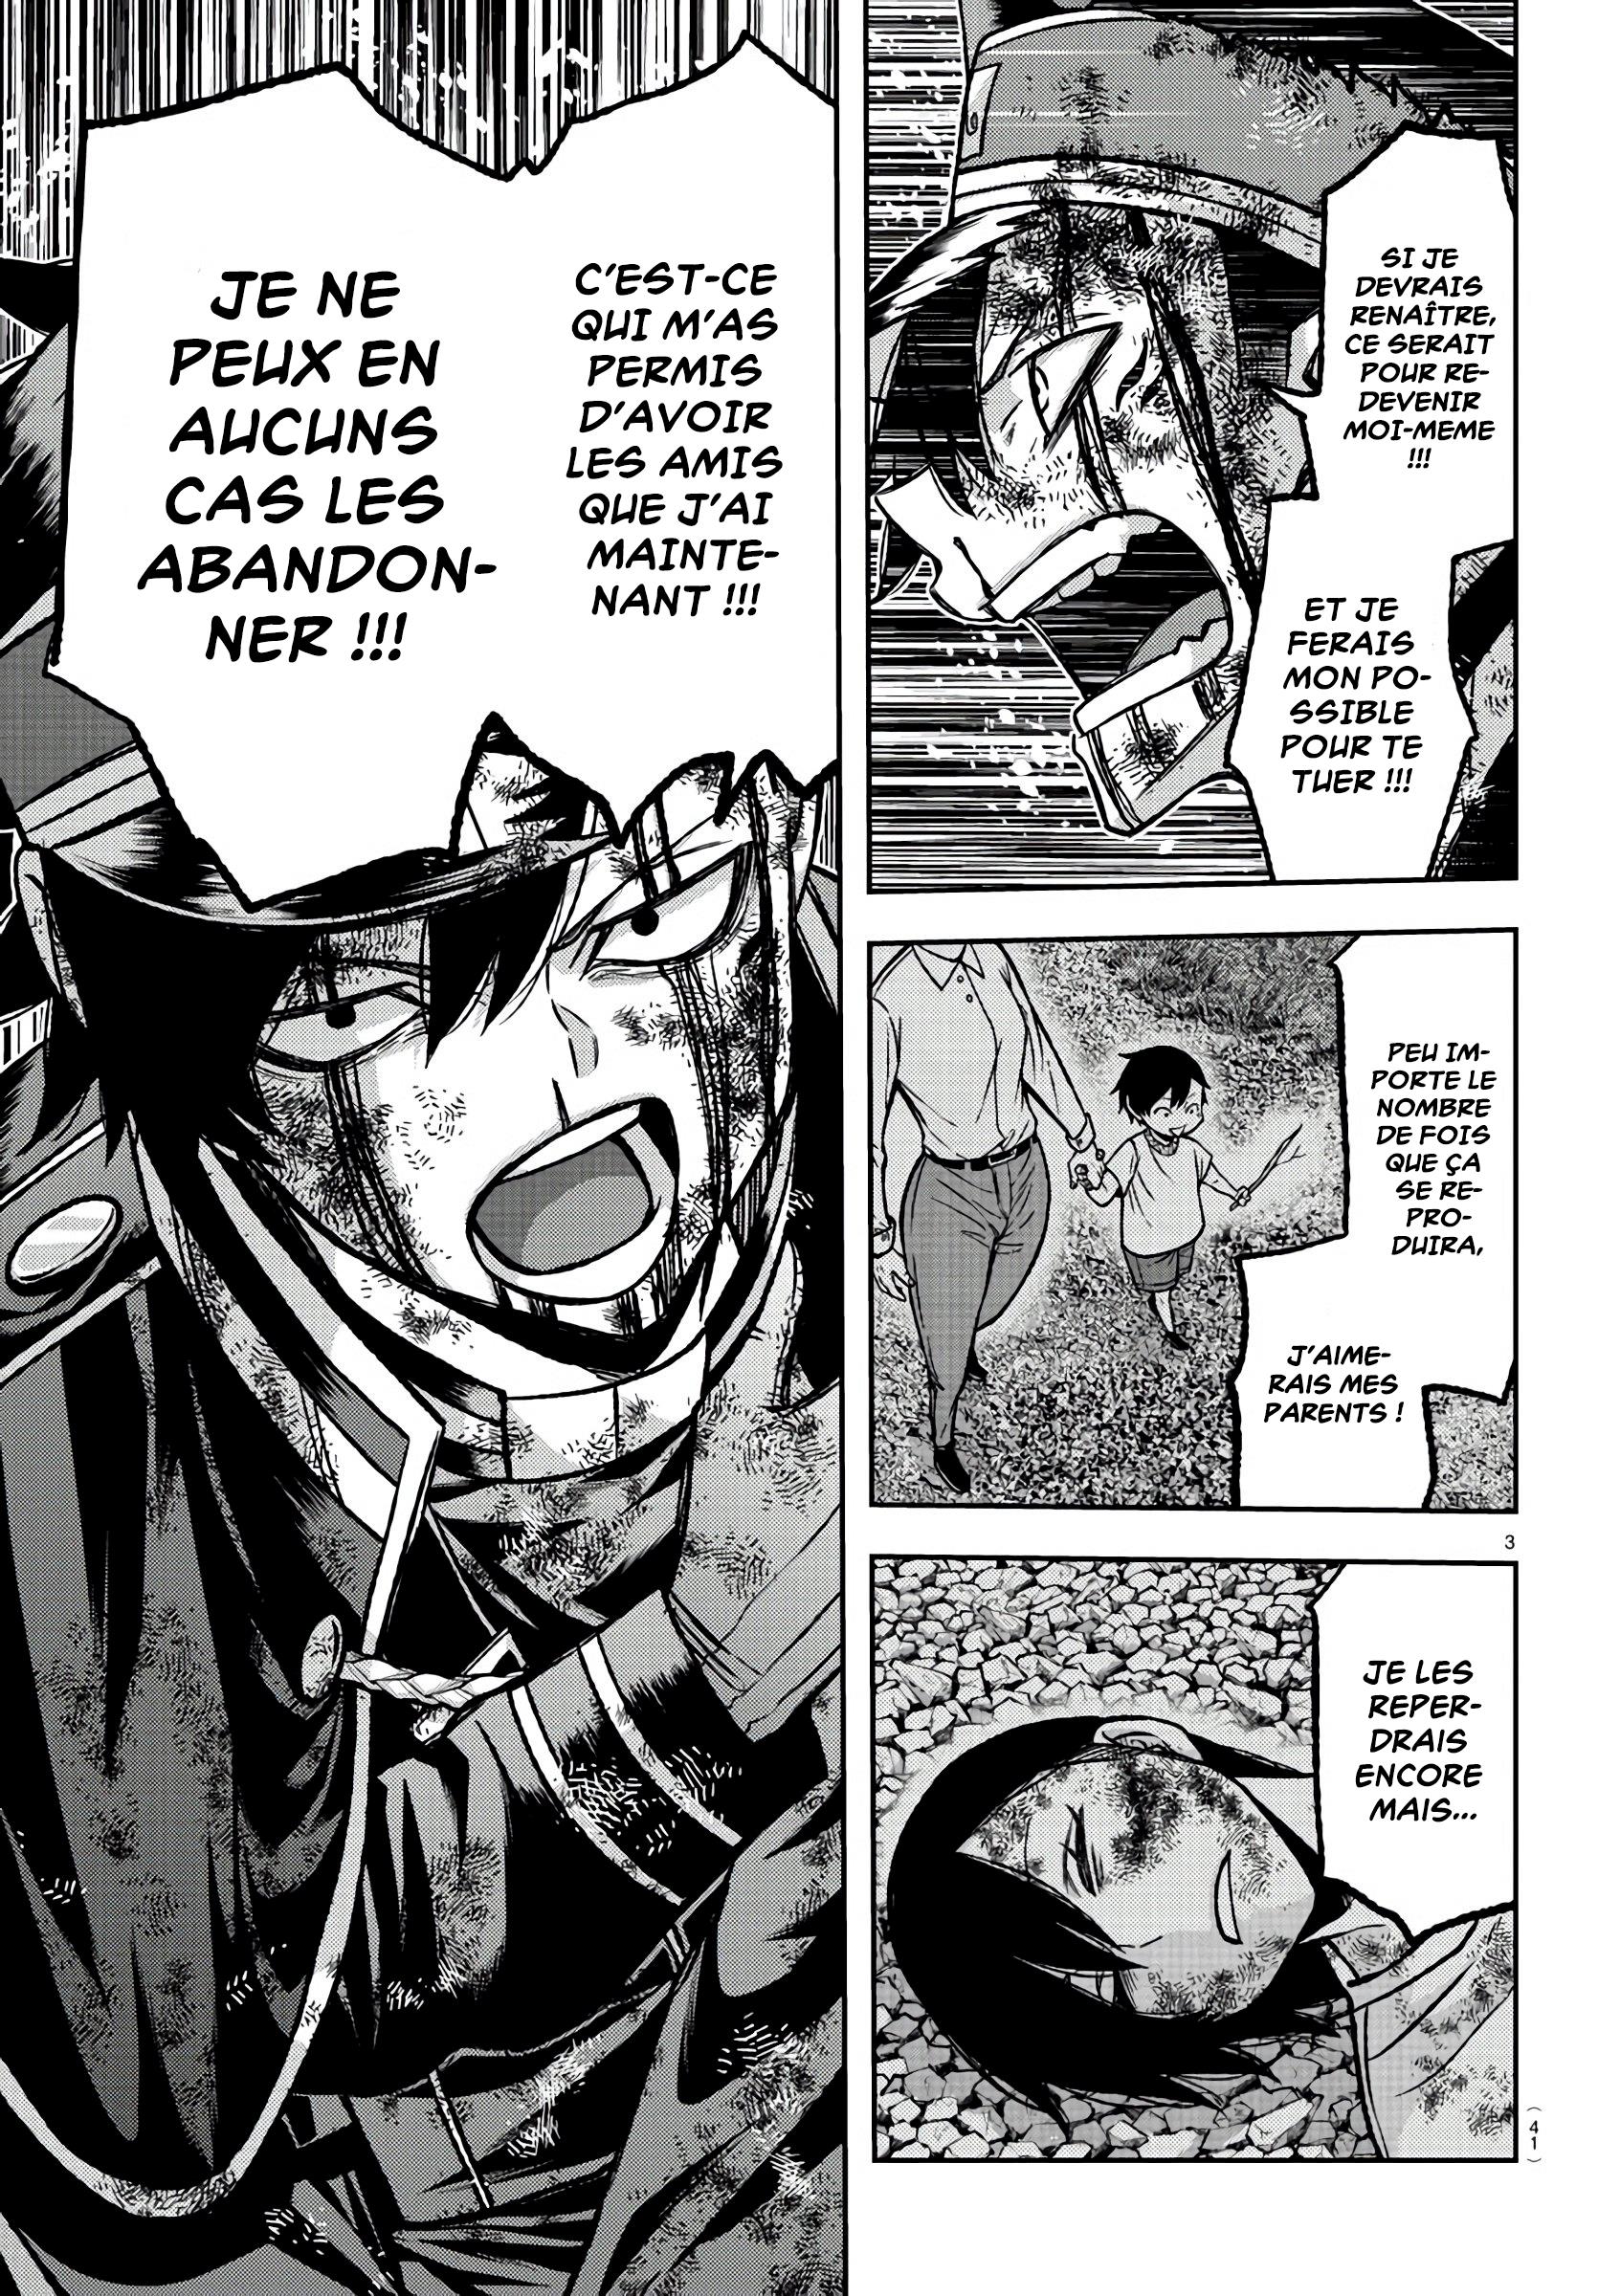 SI JE
DEVRAIS
RENAÎTRE,
CE SERAIT
POUR RE-
DEVENIR
MOI-MEME
!!!
ET JE
FERAIS
MON PO-
SSIBLE
POUR TE
TUER !!!
PEU IM-
PORTE LE
NOMBRE
DE FOIS
QUE ÇA
SE RE-
PRO-
DUIRA,
J'AIME-
RAIS MES
PARENTS !
3
JE LES
REPER-
DRAIS
ENCORE
MAIS...
C'EST-CE
QUI M'AS
PERMIS
D'AVOIR
LES AMIS
QUE J'AI
MAINTE-
NANT !!!
JE NE
PEUX EN
AUCUNS
CAS LES
ABANDON-
NER !!!
(41)